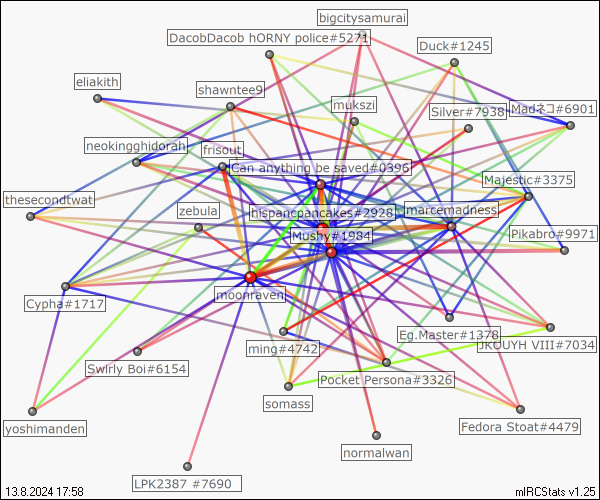 bigcitysamurai
DacobDacob hORNY police#5271
Duck#1245
eliakith
shawntee9
mukszi
Silver#7938
Madネコ#6901
neokingghidorah
frisout
Can anything be saved#0396
Majestic#3375
thesecondtwat
zebula
hispancpancakes#2928
marcemadness
Mushy#1984
Pikabro#9971
Cypha#1717
moonraven
Eg.Master#1378
JKOUYH VIII#7034
ming#4742
Swirly Boi#6154
Pocket Persona#3326
somass
yoshimanden
Fedora Stoat#4479
normalwan
LPK2387 #7690
13.8.2024 17:58
mIRCStats v1.25